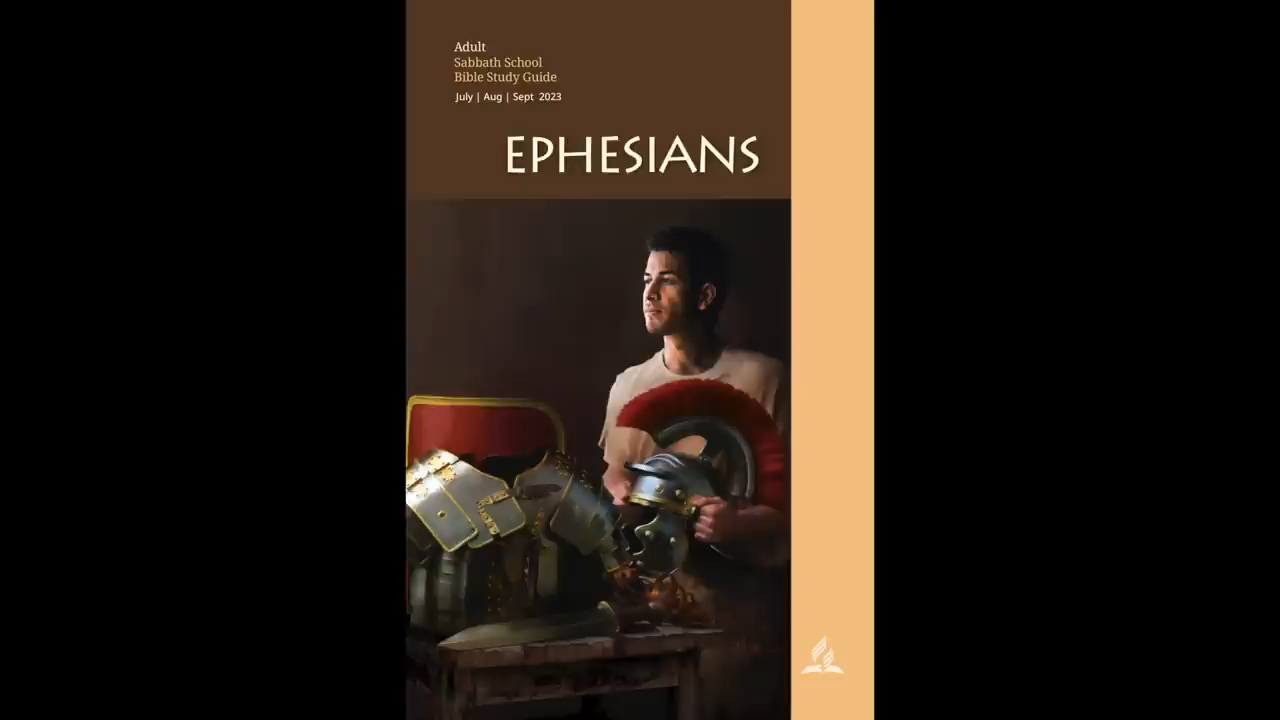 Adult
Sabbath School
Bible Study Guide
July | Aug | Sept 2023
EPHESIANS